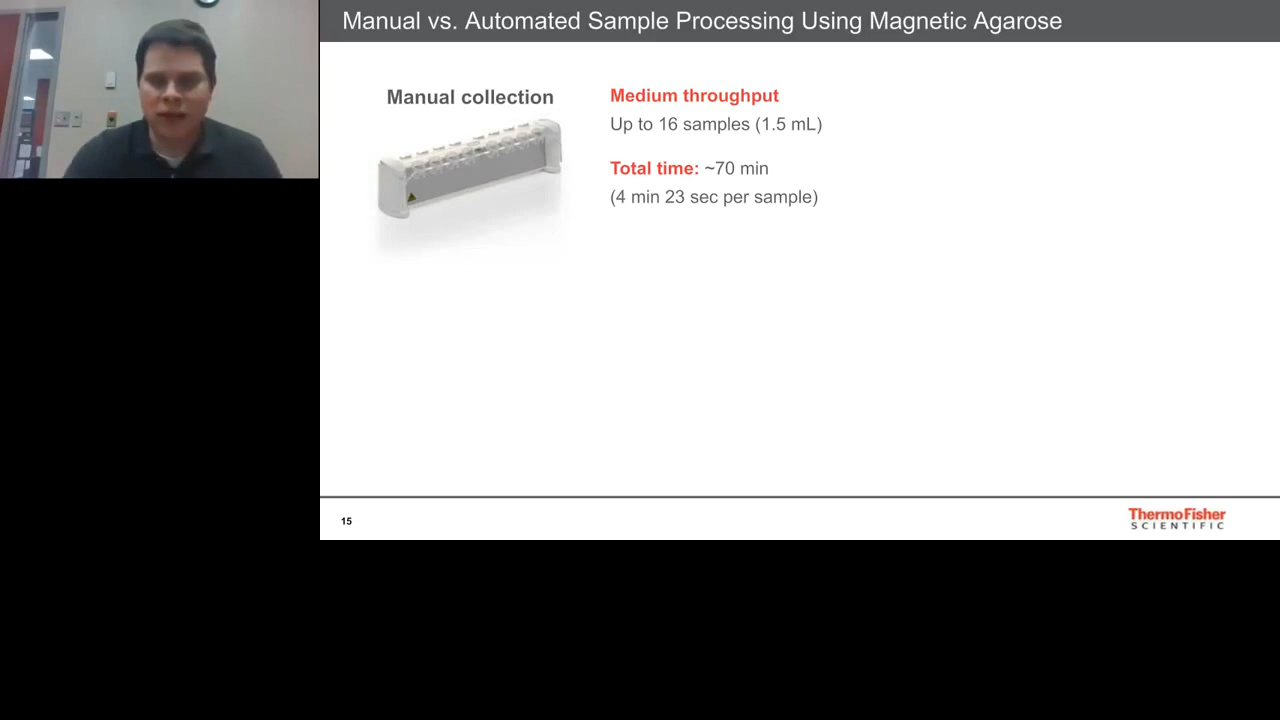 Manual vs. Automated Sample Processing Using Magnetic Agarose
Manual collection
Medium throughput
Up to 16 samples (1.5 mL)
Total time: ~70 min
(4 min 23 sec per sample)
15
ThermoFisher
SCIENTIFIC